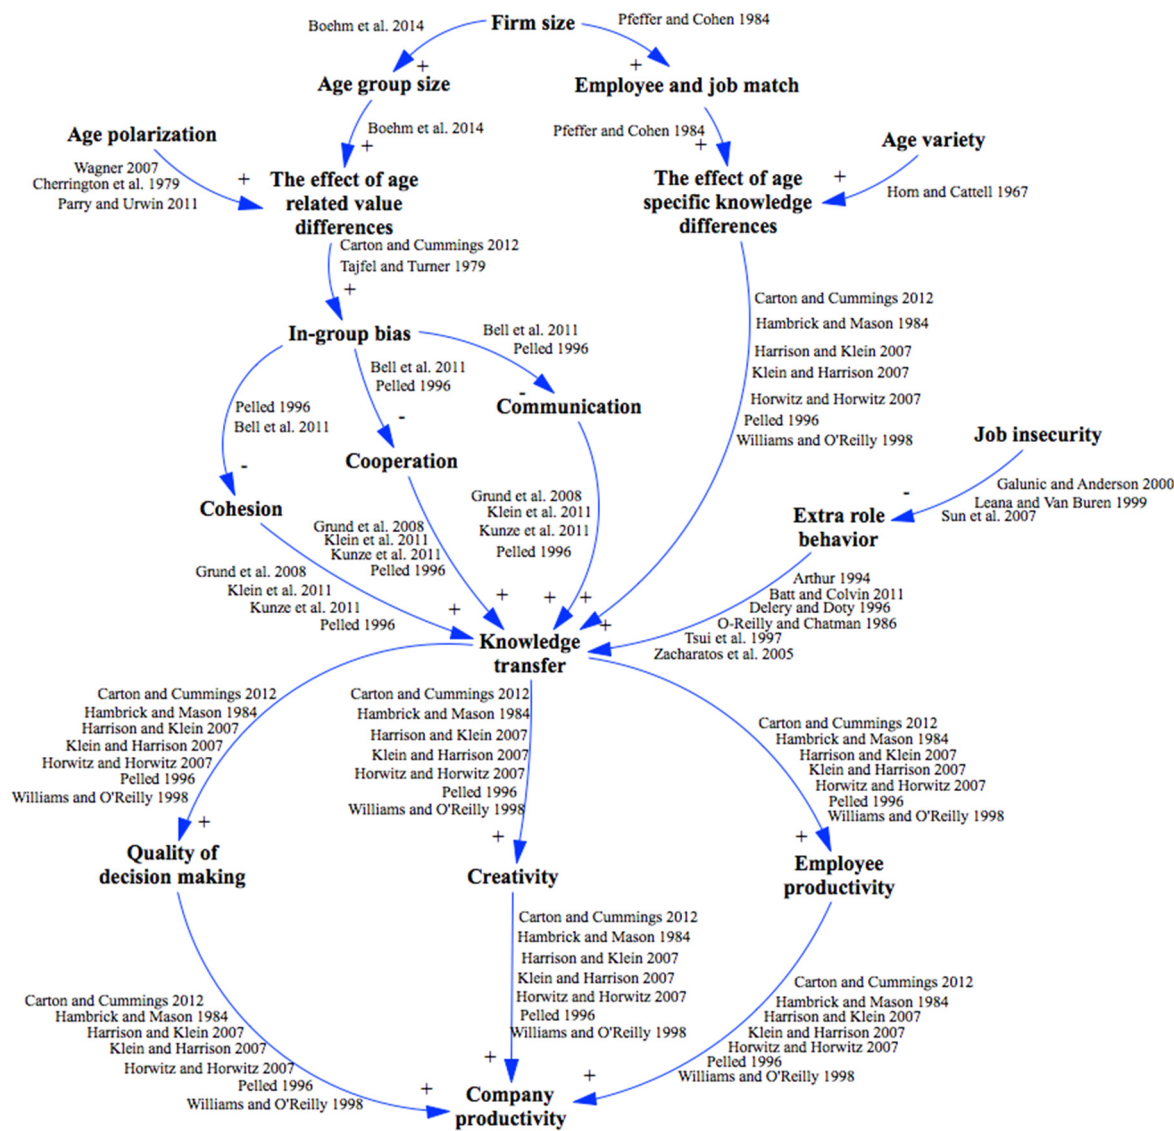 Firm size
Boehm et al. 2014
Pfeffer and Cohen 1984
+
+
Age group size
Employee and job match
Boehm et al. 2014
Pfeffer and Cohen 1984
+
+
Age polarization
Age variety
Wagner 2007
Cherrington et al. 1979
Parry and Urwin 2011
+
The effect of age
related value
differences
The effect of age
specific knowledge
differences
+
Horn and Cattell 1967
Carton and Cummings 2012
Tajfel and Turner 1979
+
In-group bias
Bell et al. 2011
Pelled 1996
-
Communication
Bell et al. 2011
Pelled 1996
-
Cooperation
Pelled 1996
Bell et al. 2011
-
Cohesion
Carton and Cummings 2012
Hambrick and Mason 1984
Harrison and Klein 2007
Klein and Harrison 2007
Horwitz and Horwitz 2007
Pelled 1996
Williams and O'Reilly 1998
Job insecurity
Galunic and Anderson 2000
Leana and Van Buren 1999
Sun et al. 2007
-
Extra role
behavior
Grund et al. 2008
Klein et al. 2011
Kunze et al. 2011
Pelled 1996
Grund et al. 2008
Klein et al. 2011
Kunze et al. 2011
Pelled 1996
Grund et al. 2008
Klein et al. 2011
Kunze et al. 2011
Pelled 1996
Arthur 1994
Batt and Colvin 2011
Delery and Doty 1996
O-Reilly and Chatman 1986
Tsui et al. 1997
Zacharatos et al. 2005
+
+
+
+
+
Knowledge
transfer
Carton and Cummings 2012
Hambrick and Mason 1984
Harrison and Klein 2007
Klein and Harrison 2007
Horwitz and Horwitz 2007
Pelled 1996
Williams and O'Reilly 1998
+
Carton and Cummings 2012
Hambrick and Mason 1984
Harrison and Klein 2007
Klein and Harrison 2007
Horwitz and Horwitz 2007
Pelled 1996
Williams and O'Reilly 1998
+
Carton and Cummings 2012
Hambrick and Mason 1984
Harrison and Klein 2007
Klein and Harrison 2007
Horwitz and Horwitz 2007
Pelled 1996
Williams and O'Reilly 1998
+
Quality of
decision making
Creativity
Employee
productivity
Carton and Cummings 2012
Hambrick and Mason 1984
Harrison and Klein 2007
Klein and Harrison 2007
Horwitz and Horwitz 2007
Pelled 1996
Williams and O'Reilly 1998
+
Carton and Cummings 2012
Hambrick and Mason 1984
Harrison and Klein 2007
Klein and Harrison 2007
Horwitz and Horwitz 2007
Pelled 1996
Williams and O'Reilly 1998
+
Carton and Cummings 2012
Hambrick and Mason 1984
Harrison and Klein 2007
Klein and Harrison 2007
Horwitz and Horwitz 2007
Pelled 1996
Williams and O'Reilly 1998
+
Company
productivity